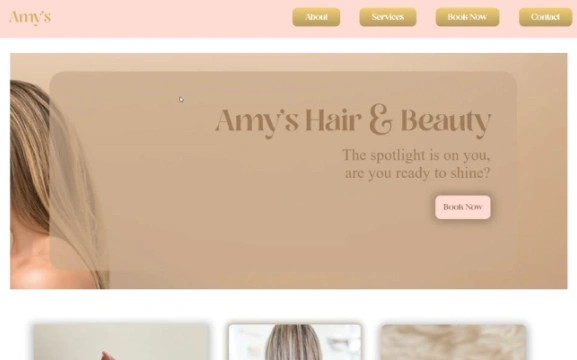 Amy's
About
Services
Book Now
Contact
Amy's Hair & Beauty
The spotlight is on you,
are you ready to shine?
Book Now